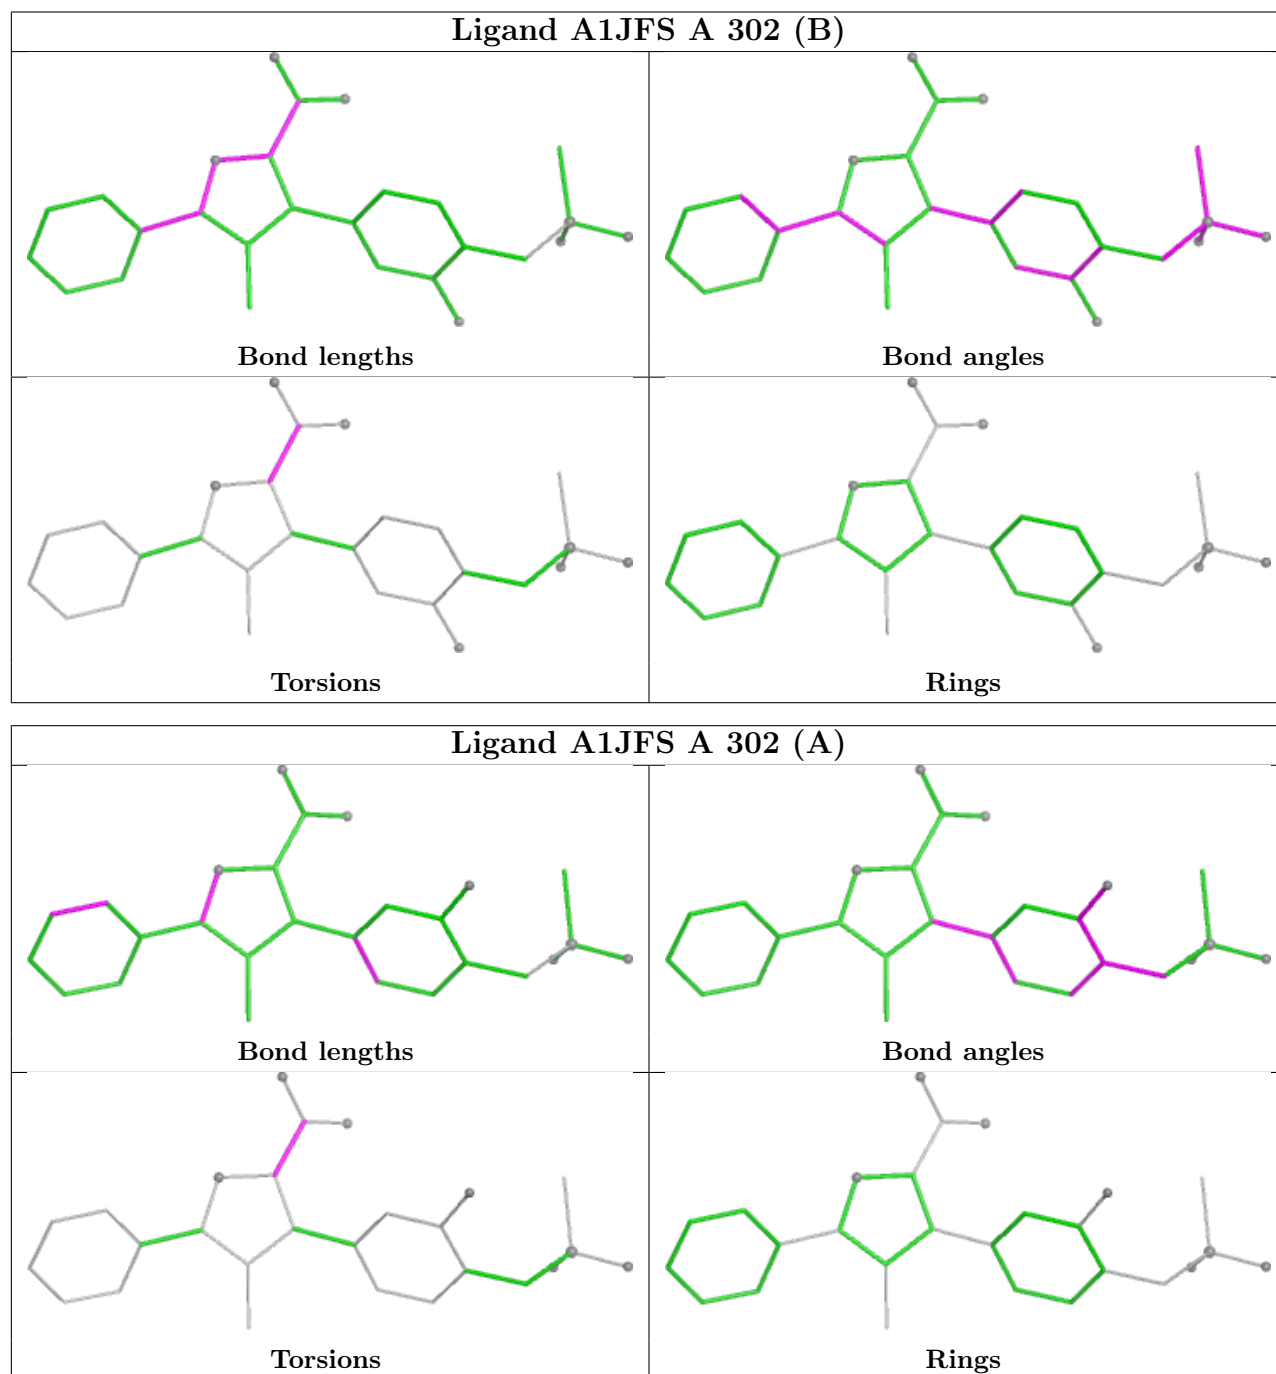 Ligand A1JFS A 302 (B)
Bond lengths
Bond angles
Torsions
Rings
Ligand A1JFS A 302 (A)
Bond lengths
Bond angles
Torsions
Rings